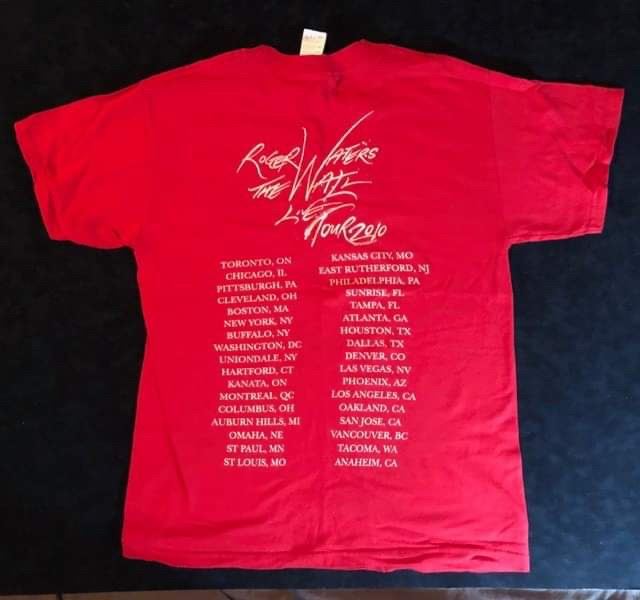 Roger Waters
The Wall
Live
Tour 2010
TORONTO, ON
CHICAGO, IL
PITTSBURGH, PA
CLEVELAND, OH
BOSTON, MA
NEW YORK, NY
BUFFALO, NY
WASHINGTON, DC
UNIONDALE, NY
HARTFORD, CT
KANATA, ON
MONTREAL, QC
COLUMBUS, OH
AUBURN HILLS, MI
OMAHA, NE
ST PAUL, MN
ST LOUIS, MO
KANSAS CITY, MO
EAST RUTHERFORD, NJ
PHILADELPHIA, PA
SUNRISE, FL
TAMPA, FL
ATLANTA, GA
HOUSTON, TX
DALLAS, TX
DENVER, CO
LAS VEGAS, NV
PHOENIX, AZ
LOS ANGELES, CA
OAKLAND, CA
SAN JOSE, CA
VANCOUVER, BC
TACOMA, WA
ANAHEIM, CA